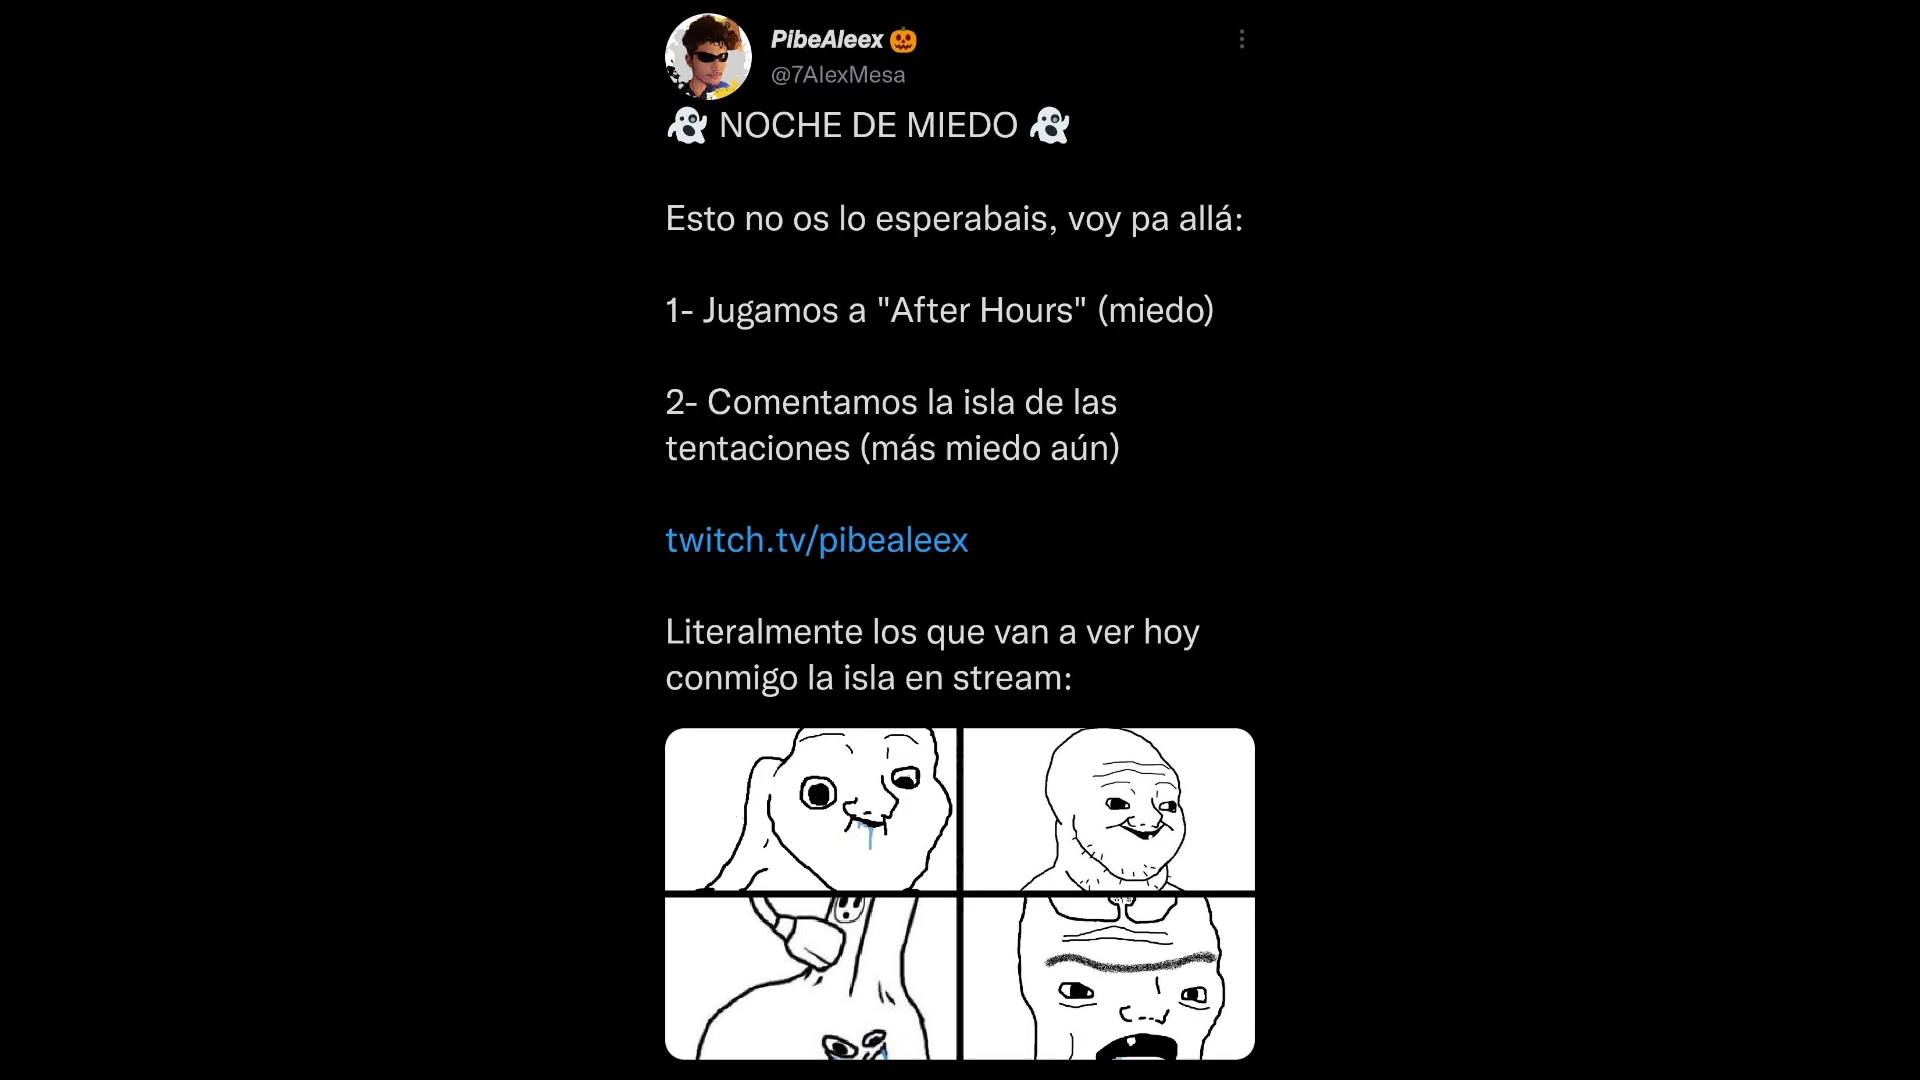 PibeAleex 🎃
@7AlexMesa
👻 NOCHE DE MIEDO 👻
Esto no os lo esperabais, voy pa allá:
1- Jugamos a "After Hours" (miedo)
2- Comentamos la isla de las
tentaciones (más miedo aún)
twitch.tv/pibealeex
Literalmente los que van a ver hoy
conmigo la isla en stream: